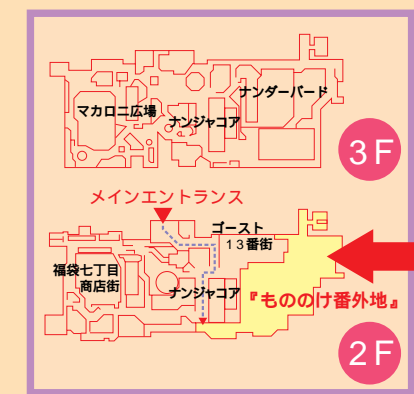 ナンダーバード
マカロニ広場
ナンジャコア
3F
メインエントランス
ゴースト
13番街
福袋七丁目
商店街
ナンジャコア
『もののけ番外地』
2F